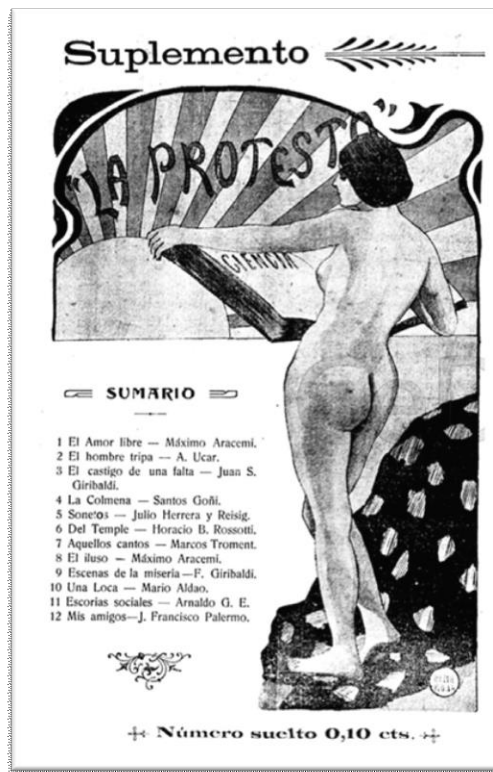 Suplemento
"LA PROTESTA"
CIENCIA
SUMARIO
1 El Amor libre — Máximo Aracemi.
2 El hombre tripa — A. Ucar.
3 El castigo de una falta — Juan S.
Giribaldi.
4 La Colmena — Santos Goñi.
5 Sonetos — Julio Herrera y Reisig.
6 Del Temple — Horacio B. Rossotti.
7 Aquellos cantos — Marcos Troment.
8 El iluso — Máximo Aracemi.
9 Escenas de la miseria — F. Giribaldi.
10 Una Loca — Mario Aldao.
11 Escorias sociales — Arnaldo G. E.
12 Mis amigos — J. Francisco Palermo.
Número suelto 0,10 cts.